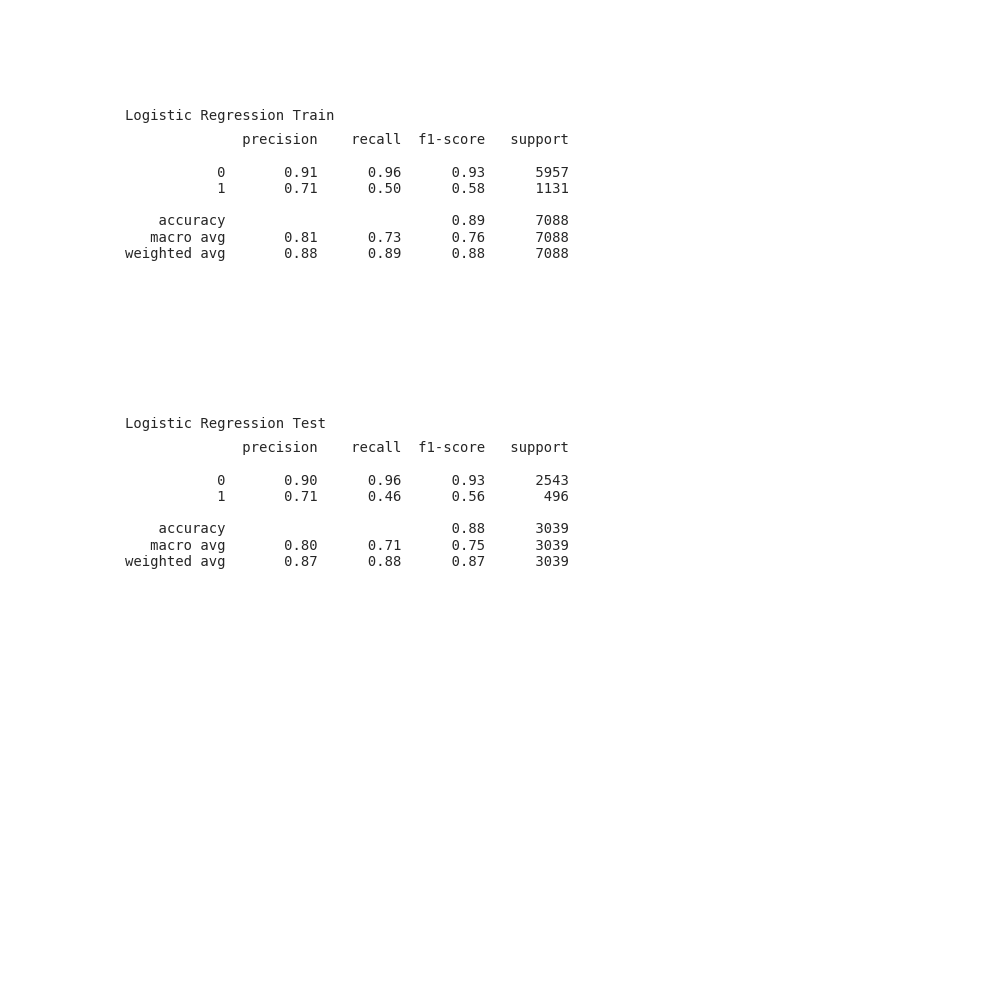 Logistic Regression Train
precision recall f1-score support
0 0.91 0.96 0.93 5957
1 0.71 0.50 0.58 1131
accuracy 0.89 7088
macro avg 0.81 0.73 0.76 7088
weighted avg 0.88 0.89 0.88 7088
Logistic Regression Test
precision recall f1-score support
0 0.90 0.96 0.93 2543
1 0.71 0.46 0.56 496
accuracy 0.88 3039
macro avg 0.80 0.71 0.75 3039
weighted avg 0.87 0.88 0.87 3039